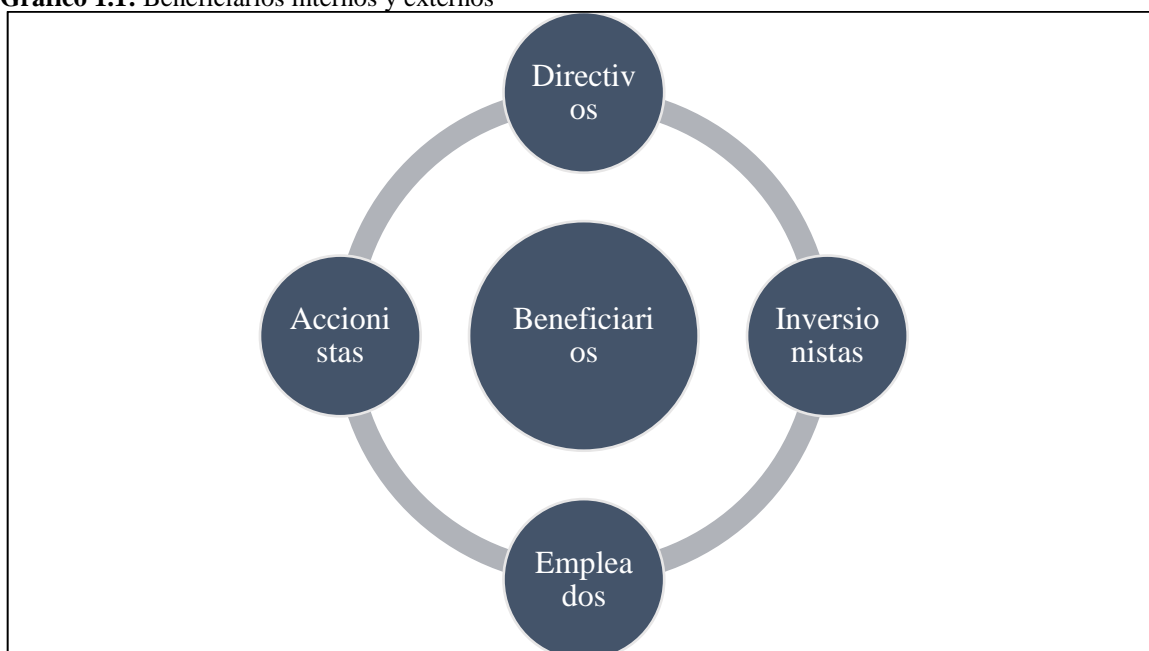 Gráfico 1.1: Beneficiarios internos y externos
Directiv
os
Accioni
stas
Beneficiari
os
Inversio
nistas
Emplea
dos